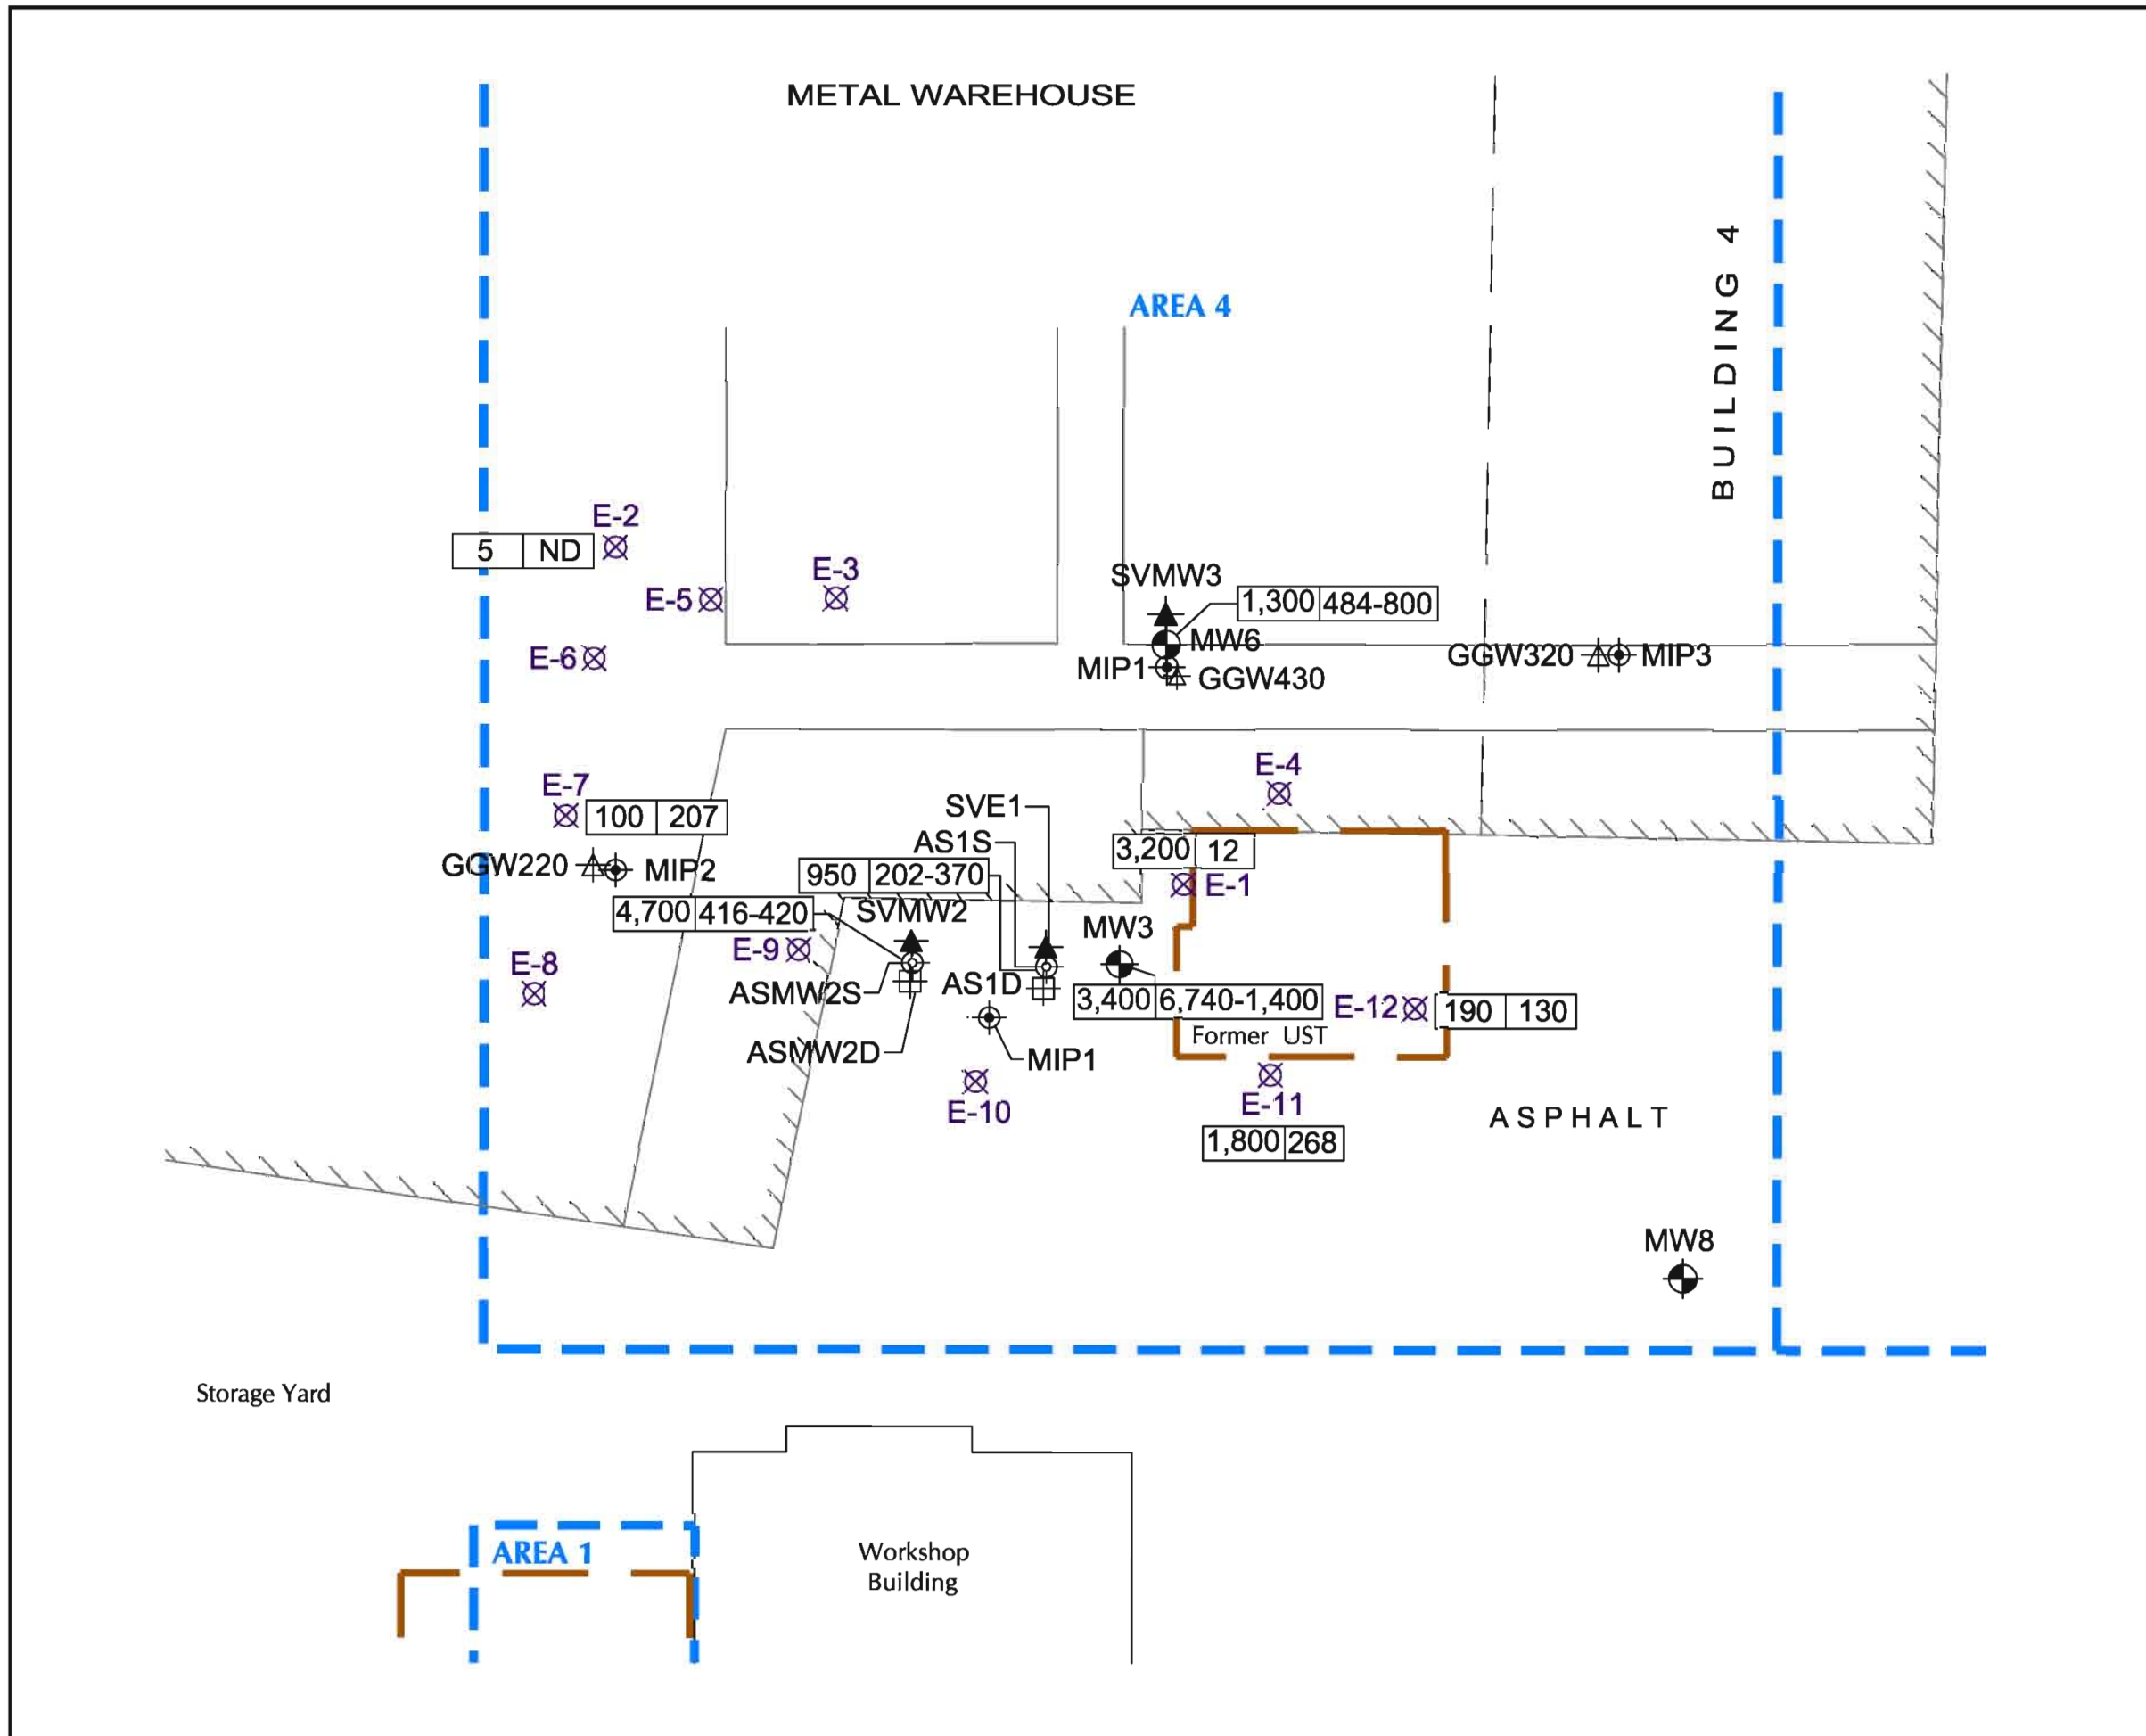 METAL WAREHOUSE
BUILDING 4
AREA 4
E-2
5 ND
E-3
E-5
SVMW3
1,300 484-800
E-6
MW6
GGW320
MIP3
MIP1
GGW430
E-4
E-7
100 207
SVE1
AS1S
3,200 12
GGW220
MIP2
950 202-370
E-1
4,700 416-420
SVMW2
MW3
E-9
E-8
ASMW2S
AS1D
3,400 6,740-1,400
E-12
190 130
Former UST
ASMW2D
MIP1
E-10
E-11
ASPHALT
1,800 268
MW8
Storage Yard
AREA 1
Workshop
Building